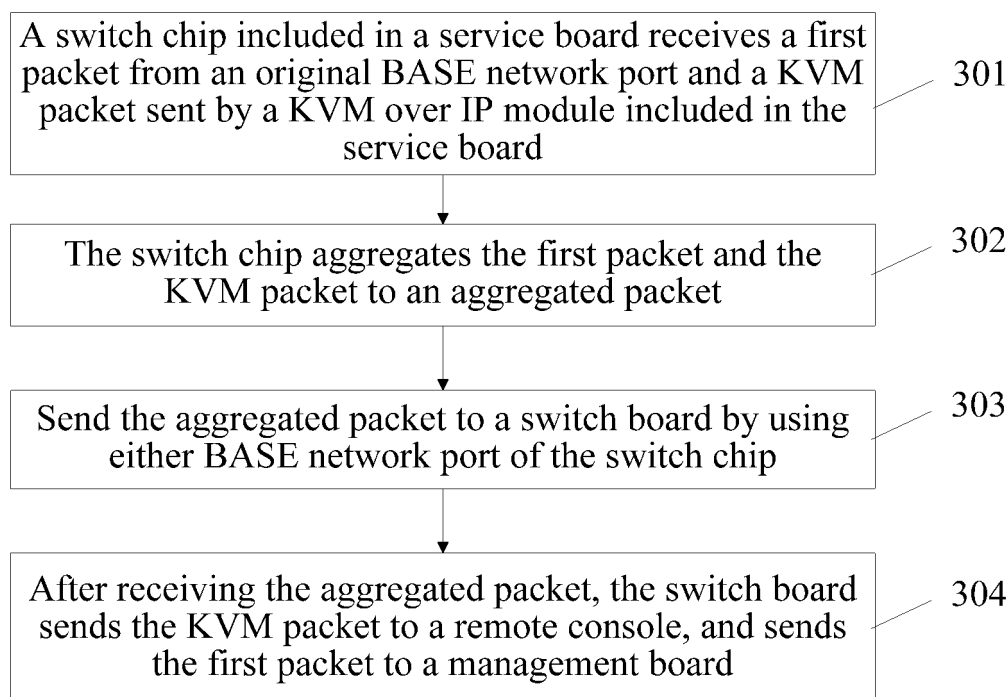 A switch chip included in a service board receives a first
packet from an original BASE network port and a KVM
packet sent by a KVM over IP module included in the
service board
301
The switch chip aggregates the first packet and the
KVM packet to an aggregated packet
302
Send the aggregated packet to a switch board by using
either BASE network port of the switch chip
303
After receiving the aggregated packet, the switch board
sends the KVM packet to a remote console, and sends
the first packet to a management board
304